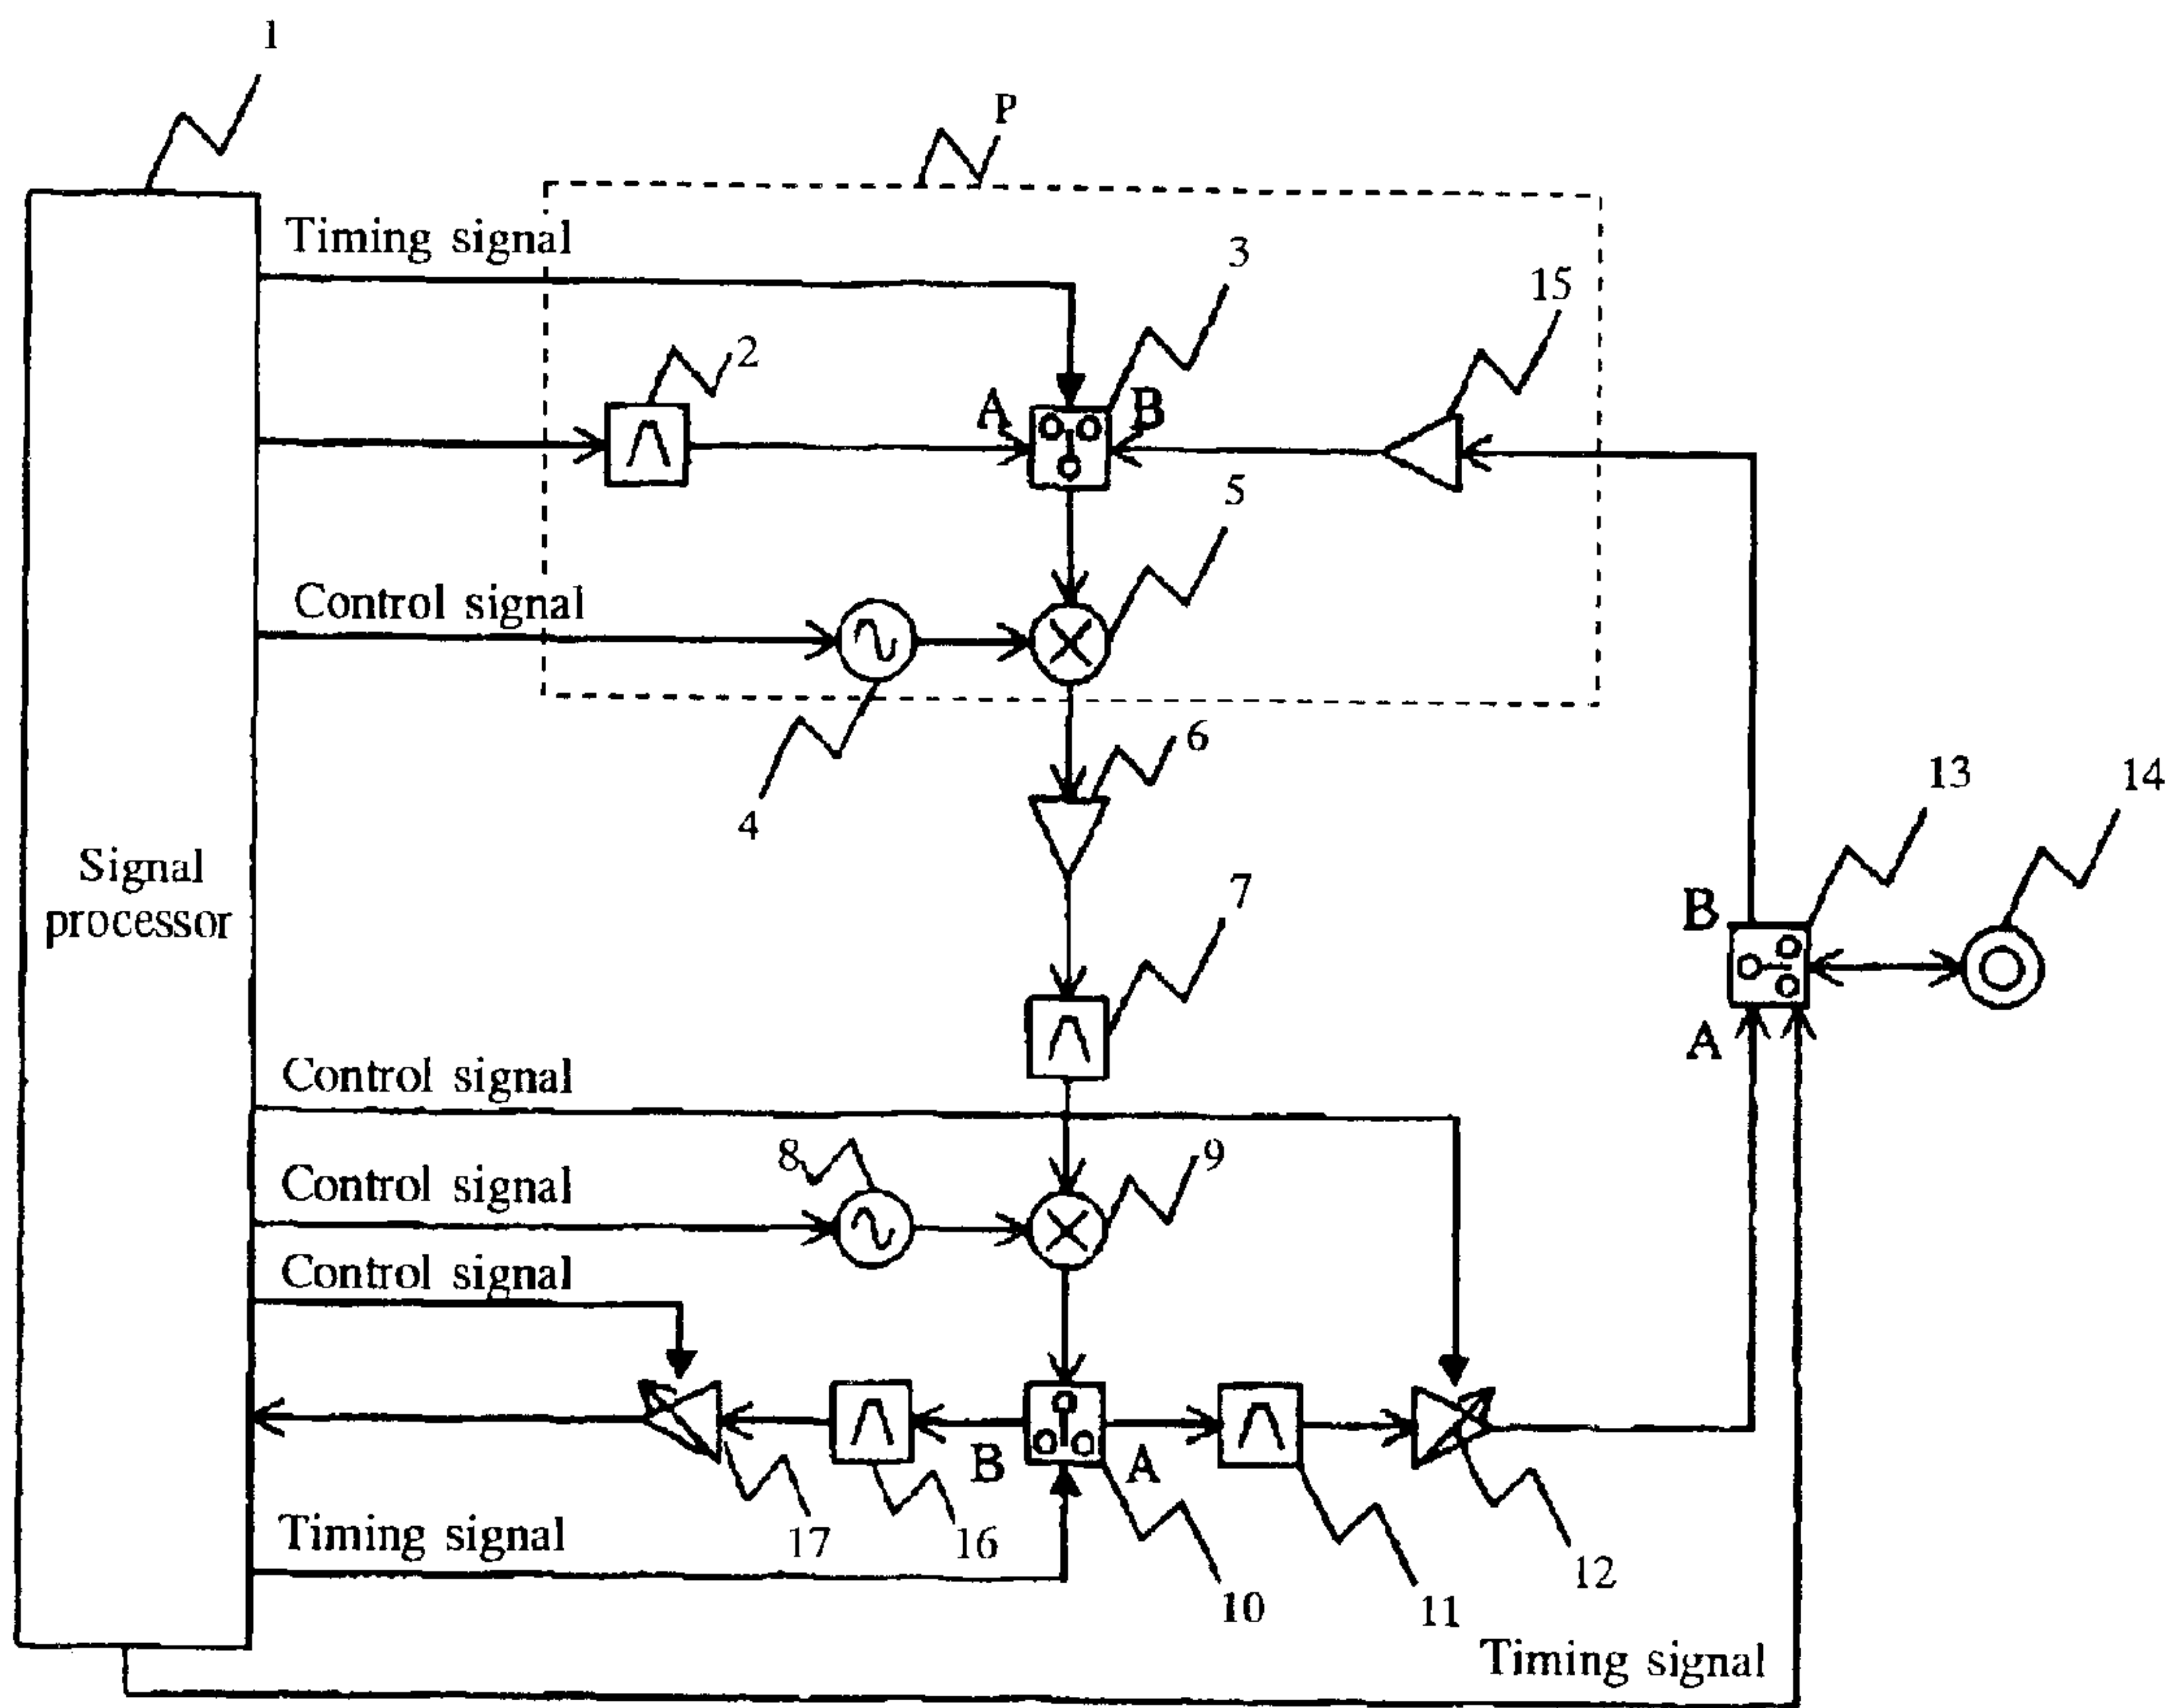 1
P
Timing signal
3
15
2
A
B
5
Control signal
4
6
7
13
14
Signal
processor
B
A
Control signal
8
9
Control signal
Control signal
B
A
17
16
Timing signal
10
11
12
Timing signal